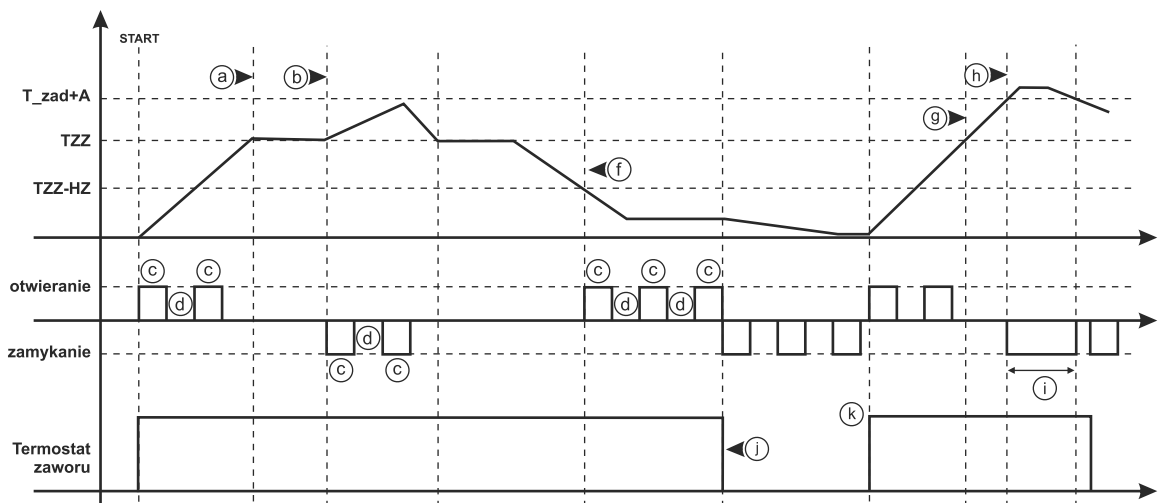 START
a
b
h
T_zad+A
g
TZZ
f
TZZ-HZ
c c c c c
otwieranie
d d d
d
zamykanie
c c
i
k
Termostat
zaworu
j